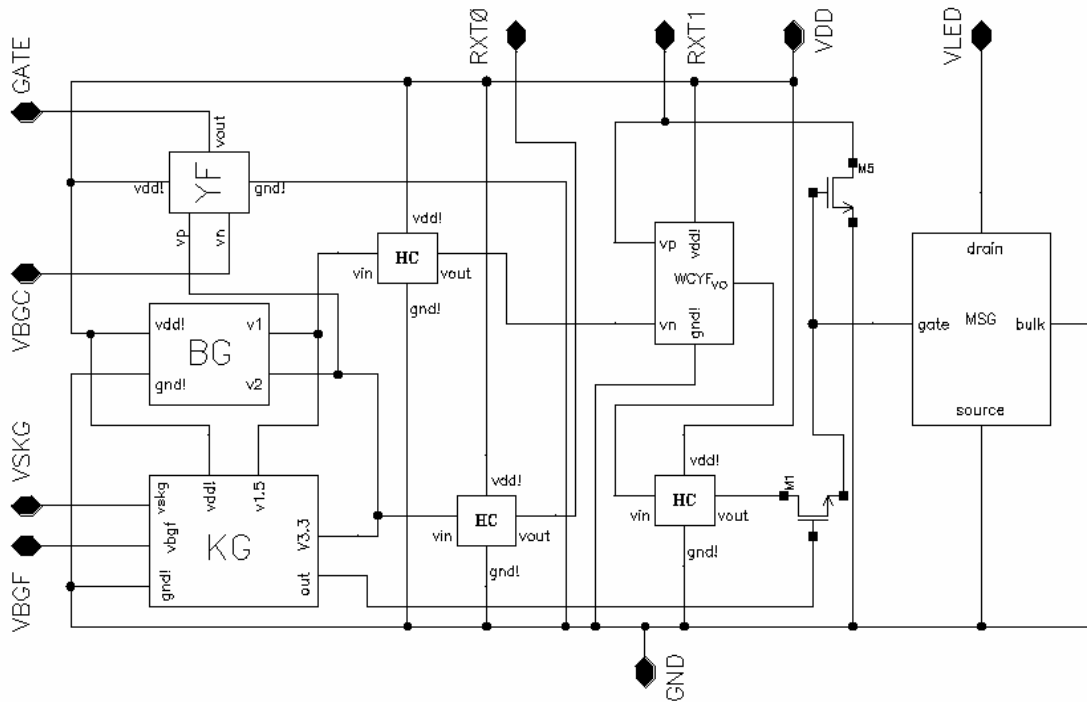 GATE
RXTØ
RXT1
VDD
VLED
vout
YF
vdd!
gnd!
vp
vn
M5
vdd!
HC
vin
vout
gnd!
vp
vdd!
WCYF
vo
vn
gnd!
drain
gate
MSG
bulk
source
VBGC
vdd!
v1
BG
gnd!
v2
VSKG
VBGF
vskg
vdd!
v1.5
vbgf
KG
V3.3
gnd!
out
vdd!
HC
vin
vout
gnd!
vdd!
HC
vin
vout
gnd!
M1
GND